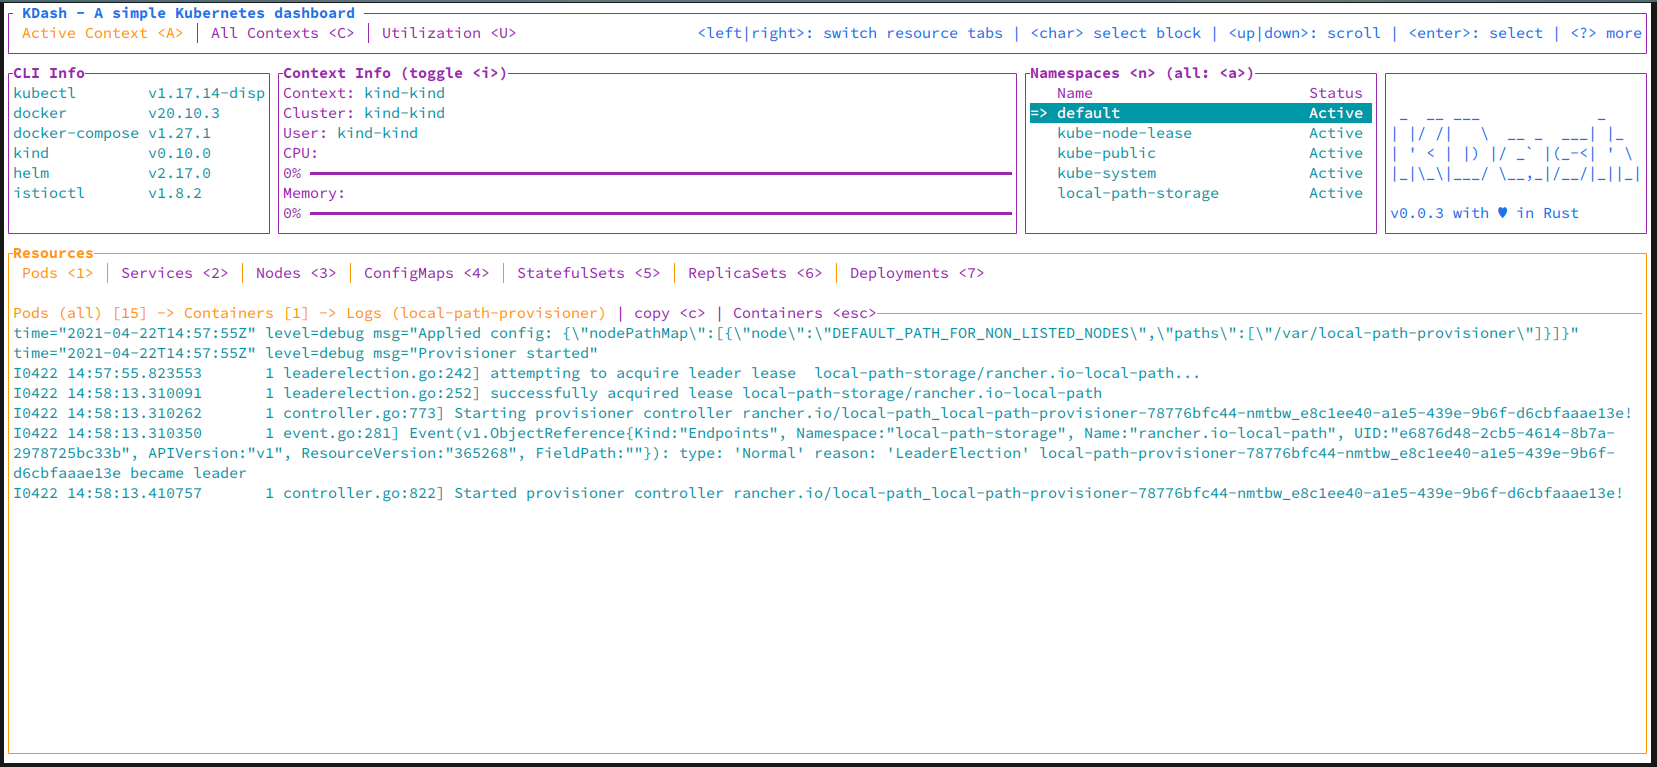 KDash - A simple Kubernetes dashboard
Active Context <A> │ All Contexts <C> │ Utilization <U>
<left|right>: switch resource tabs | <char> select block | <up|down>: scroll | <enter>: select | <?> more
CLI Info
kubectl v1.17.14-disp
docker v20.10.3
docker-compose v1.27.1
kind v0.10.0
helm v2.17.0
istioctl v1.8.2
Context Info (toggle <i>)
Context: kind-kind
Cluster: kind-kind
User: kind-kind
CPU:
0%
Memory:
0%
Namespaces <n> (all: <a>)
Name Status
=> default Active
kube-node-lease Active
kube-public Active
kube-system Active
local-path-storage Active
KDash
v0.0.3 with ♥ in Rust
Resources
Pods <1> │ Services <2> │ Nodes <3> │ ConfigMaps <4> │ StatefulSets <5> │ ReplicaSets <6> │ Deployments <7>
Pods (all) [15] -> Containers [1] -> Logs (local-path-provisioner) | copy <c> | Containers <esc>
time="2021-04-22T14:57:55Z" level=debug msg="Applied config: {\"nodePathMap\":[{\"node\":\"DEFAULT_PATH_FOR_NON_LISTED_NODES\",\"paths\":[\"/var/local-path-provisioner\"]}]}"
time="2021-04-22T14:57:55Z" level=debug msg="Provisioner started"
I0422 14:57:55.823553 1 leaderelection.go:242] attempting to acquire leader lease  local-path-storage/rancher.io-local-path...
I0422 14:58:13.310091 1 leaderelection.go:252] successfully acquired lease local-path-storage/rancher.io-local-path
I0422 14:58:13.310262 1 controller.go:773] Starting provisioner controller rancher.io/local-path_local-path-provisioner-78776bfc44-nmtbw_e8c1ee40-a1e5-439e-9b6f-d6cbfaaae13e!
I0422 14:58:13.310350 1 event.go:281] Event(v1.ObjectReference{Kind:"Endpoints", Namespace:"local-path-storage", Name:"rancher.io-local-path", UID:"e6876d48-2cb5-4614-8b7a-
2978725bc33b", APIVersion:"v1", ResourceVersion:"365268", FieldPath:""}): type: 'Normal' reason: 'LeaderElection' local-path-provisioner-78776bfc44-nmtbw_e8c1ee40-a1e5-439e-9b6f-
d6cbfaaae13e became leader
I0422 14:58:13.410757 1 controller.go:822] Started provisioner controller rancher.io/local-path_local-path-provisioner-78776bfc44-nmtbw_e8c1ee40-a1e5-439e-9b6f-d6cbfaaae13e!